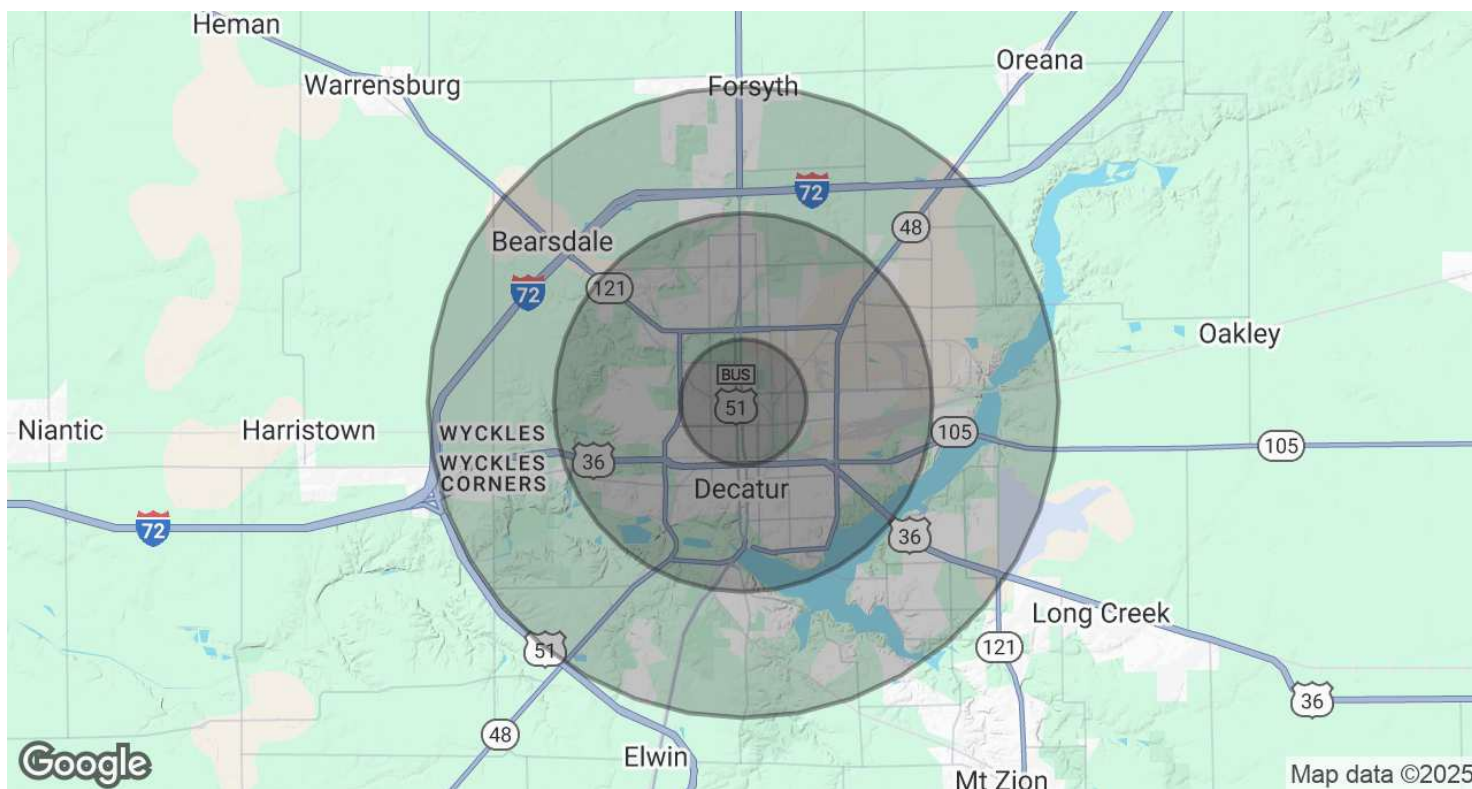 Heman
Oreana
Warrensburg
Forsyth
72
48
Bearsdale
72
121
Oakley
BUS
51
Niantic
Harristown
WYCKLES
105
105
WYCKLES
CORNERS
36
Decatur
72
36
Long Creek
51
121
36
48
Elwin
Google
Mt Zion
Map data ©2025